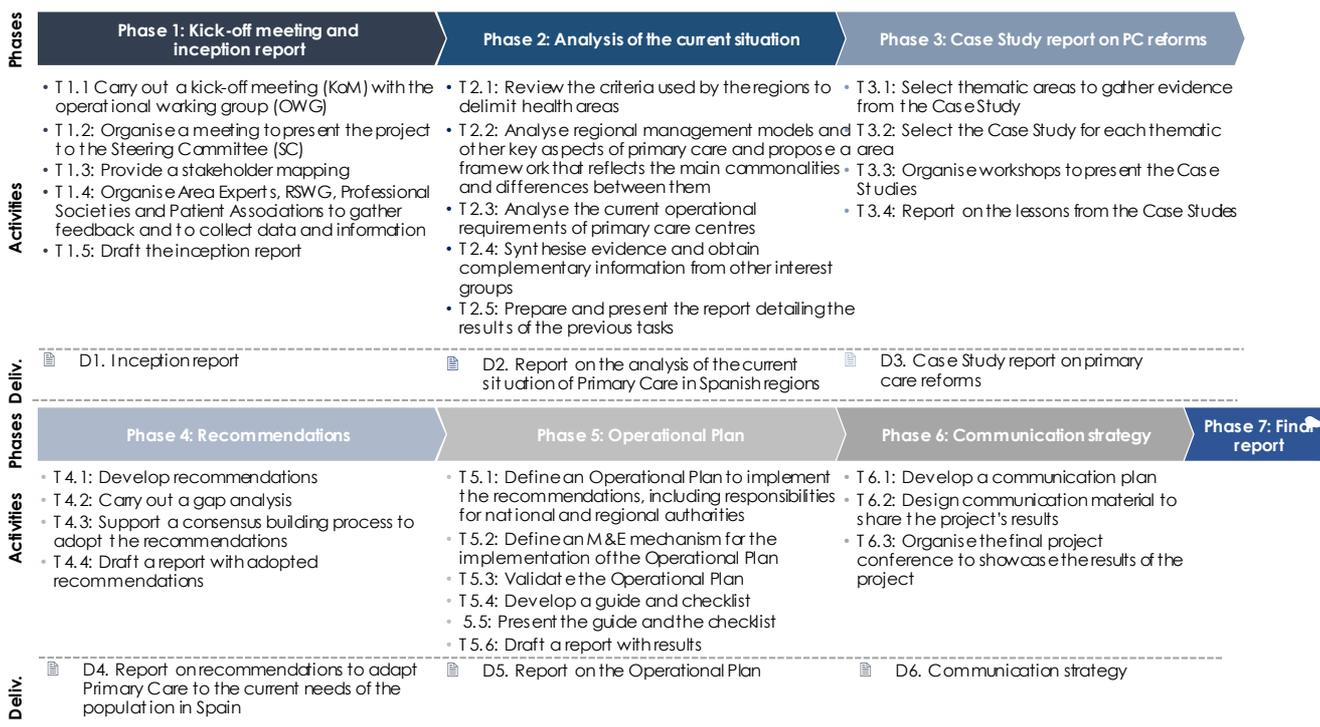 Phases
Phase 1: Kick-off meeting and
inception report
Phase 2: Analysis of the current situation
Phase 3: Case Study report on PC reforms
Activities
• T1.1 Carry out a kick-off meeting (KoM) with the
operational working group (OWG)
• T1.2: Organise a meeting to present the project
to the Steering Committee (SC)
• T1.3: Provide a stakeholder mapping
• T1.4: Organise Area Experts, RSWG, Professional
Societies and Patient Associations to gather
feedback and to collect data and information
• T1.5: Draft the inception report
• T2.1: Review the criteria used by the regions to
delimit health areas
• T2.2: Analyse regional management models and
other key aspects of primary care and propose a
framework that reflects the main commonalities
and differences between them
• T2.3: Analyse the current operational
requirements of primary care centres
• T2.4: Synthesise evidence and obtain
complementary information from other interest
groups
• T2.5: Prepare and present the report detailing the
results of the previous tasks
• T3.1: Select thematic areas to gather evidence
from the Case Study
• T3.2: Select the Case Study for each thematic
area
• T3.3: Organise workshops to present the Case
Studies
• T3.4: Report on the lessons from the Case Studies
Deliv.
D1. Inception report
D2. Report on the analysis of the current
situation of Primary Care in Spanish regions
D3. Case Study report on primary
care reforms
Phases
Phase 4: Recommendations
Phase 5: Operational Plan
Phase 6: Communication strategy
Phase 7: Final
report
Activities
• T4.1: Develop recommendations
• T4.2: Carry out a gap analysis
• T4.3: Support a consensus building process to
adopt the recommendations
• T4.4: Draft a report with adopted
recommendations
• T5.1: Define an Operational Plan to implement
the recommendations, including responsibilities
for national and regional authorities
• T5.2: Define an M&E mechanism for the
implementation of the Operational Plan
• T5.3: Validate the Operational Plan
• T5.4: Develop a guide and checklist
• 5.5: Present the guide and the checklist
• T5.6: Draft a report with results
• T6.1: Develop a communication plan
• T6.2: Design communication material to
share the project's results
• T6.3: Organise the final project
conference to showcase the results of the
project
Deliv.
D4. Report on recommendations to adapt
Primary Care to the current needs of the
population in Spain
D5. Report on the Operational Plan
D6. Communication strategy